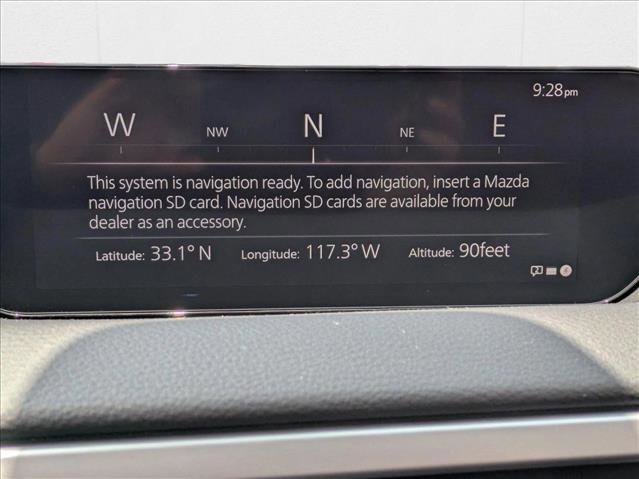 9:28pm
W NW N NE E
This system is navigation ready. To add navigation, insert a Mazda
navigation SD card. Navigation SD cards are available from your
dealer as an accessory.
Latitude: 33.1° N Longitude: 117.3° W Altitude: 90feet